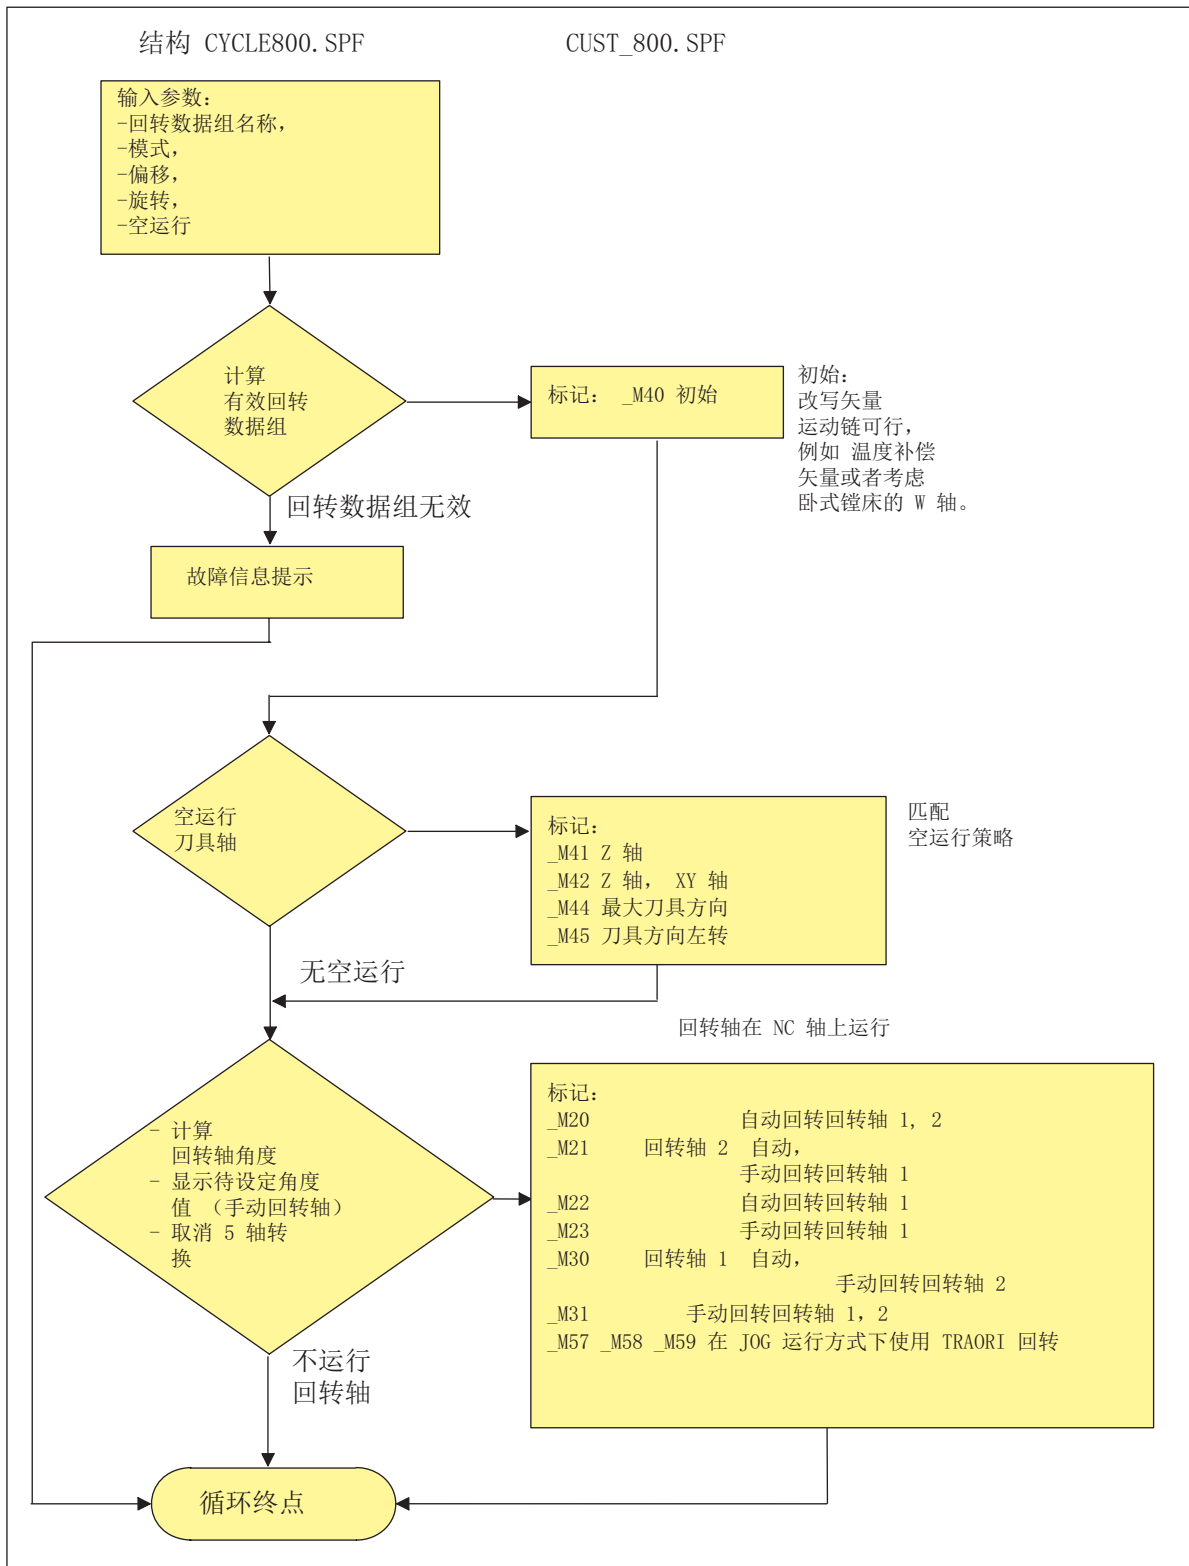 结构 CYCLE800.SPF
CUST_800.SPF
输入参数：
-回转数据组名称，
-模式，
-偏移，
-旋转，
-空运行
计算
有效回转
数据组
标记： _M40 初始
初始：
改写矢量
运动链可行，
例如 温度补偿
矢量或者考虑
卧式镗床的 W 轴。
回转数据组无效
故障信息提示
空运行
刀具轴
标记：
_M41 Z 轴
_M42 Z 轴， XY 轴
_M44 最大刀具方向
_M45 刀具方向左转
匹配
空运行策略
无空运行
回转轴在 NC 轴上运行
- 计算
回转轴角度
- 显示待设定角度
值 （手动回转轴）
- 取消 5 轴转
换
标记：
_M20 自动回转回转轴 1, 2
_M21 回转轴 2 自动，
手动回转回转轴 1
_M22 自动回转回转轴 1
_M23 手动回转回转轴 1
_M30 回转轴 1 自动，
手动回转回转轴 2
_M31 手动回转回转轴 1，2
_M57 _M58 _M59 在 JOG 运行方式下使用 TRAORI 回转
不运行
回转轴
循环终点